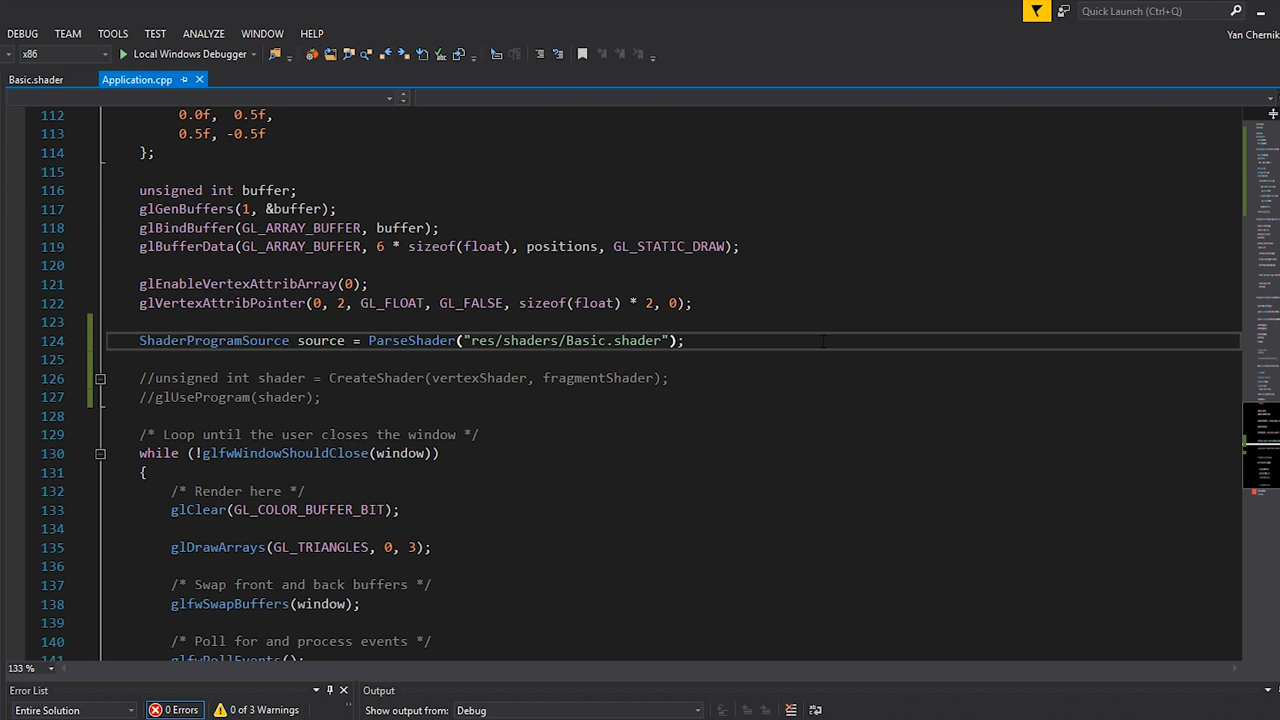 Quick Launch (Ctrl+Q)
DEBUG TEAM TOOLS TEST ANALYZE WINDOW HELP
Yan Chernik
x86 Local Windows Debugger
Basic.shader Application.cpp
112 0.0f, 0.5f,
113 0.5f, -0.5f
114 };
115
116 unsigned int buffer;
117 glGenBuffers(1, &buffer);
118 glBindBuffer(GL_ARRAY_BUFFER, buffer);
119 glBufferData(GL_ARRAY_BUFFER, 6 * sizeof(float), positions, GL_STATIC_DRAW);
120
121 glEnableVertexAttribArray(0);
122 glVertexAttribPointer(0, 2, GL_FLOAT, GL_FALSE, sizeof(float) * 2, 0);
123
124 ShaderProgramSource source = ParseShader("res/shaders/Basic.shader");
125
126 //unsigned int shader = CreateShader(vertexShader, fragmentShader);
127 //glUseProgram(shader);
128
129 /* Loop until the user closes the window */
130 while (!glfwWindowShouldClose(window))
131 {
132 /* Render here */
133 glClear(GL_COLOR_BUFFER_BIT);
134
135 glDrawArrays(GL_TRIANGLES, 0, 3);
136
137 /* Swap front and back buffers */
138 glfwSwapBuffers(window);
139
140 /* Poll for and process events */
141 glfwPollEvents();
133 %
Error List Output
Entire Solution 0 Errors 0 of 3 Warnings Show output from: Debug